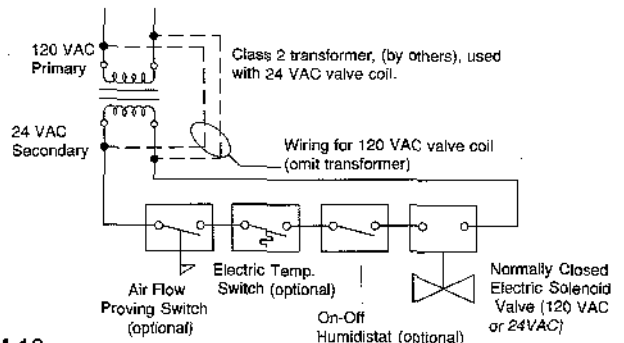 120 VAC
Primary
Class 2 transformer, (by others), used
with 24 VAC valve coil.
24 VAC
Secondary
Wiring for 120 VAC valve coil
(omit transformer)
Air Flow
Proving Switch
(optional)
Electric Temp.
Switch (optional)
On-Off
Humidistat (optional)
Normally Closed
Electric Solenoid
Valve (120 VAC
or 24VAC)